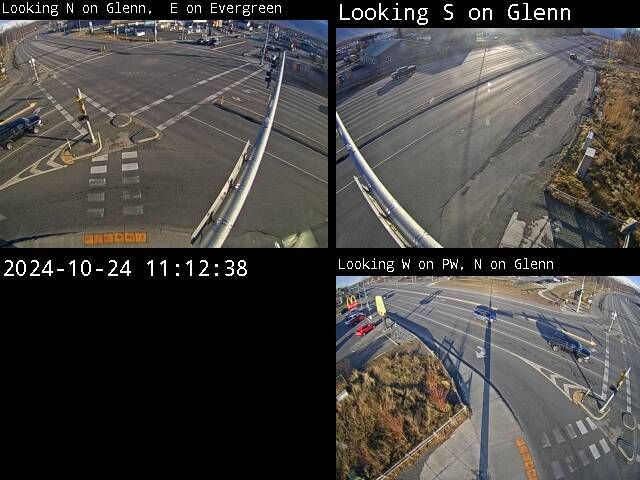 Looking N on Glenn,  E on Evergreen
Looking S on Glenn
2024-10-24 11:12:38
Looking W on PW, N on Glenn